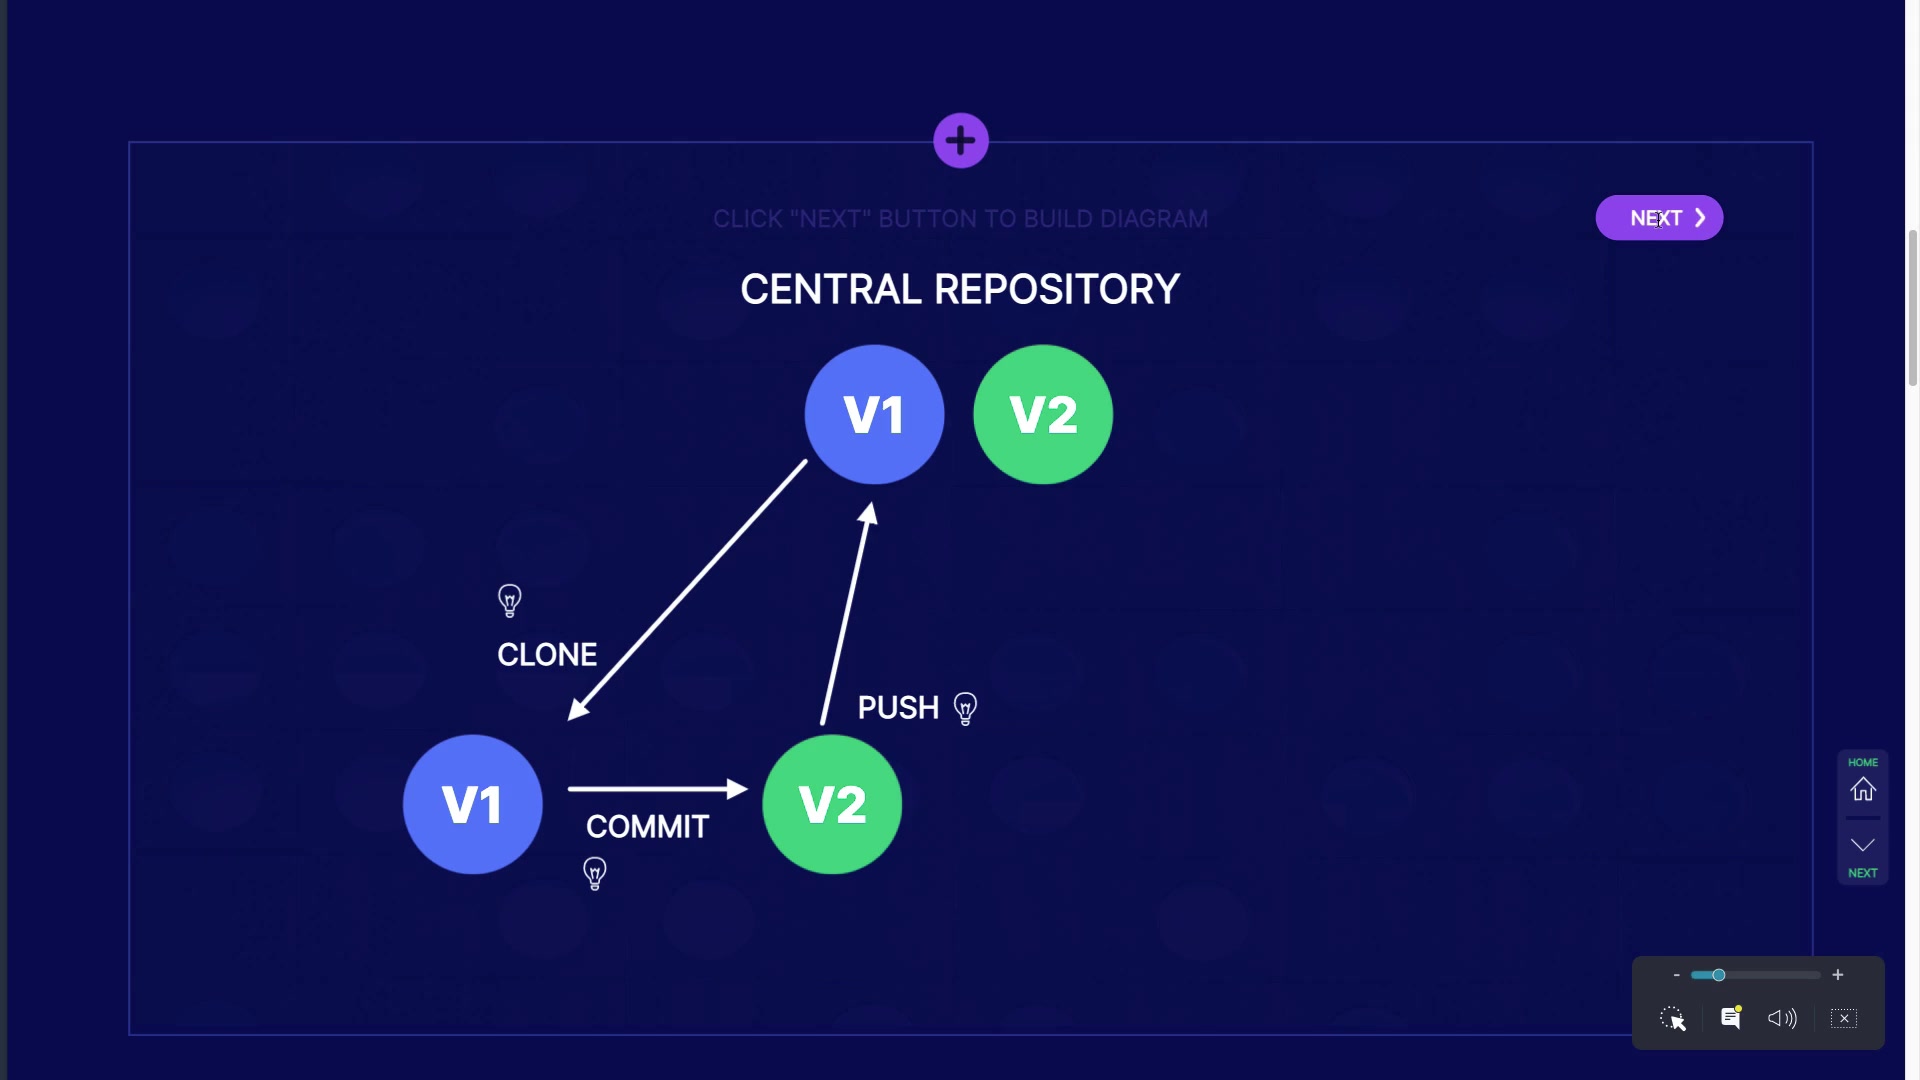 CLICK "NEXT" BUTTON TO BUILD DIAGRAM
NEXT
CENTRAL REPOSITORY
V1
V2
CLONE
PUSH
V1
V2
COMMIT
HOME
NEXT
- +